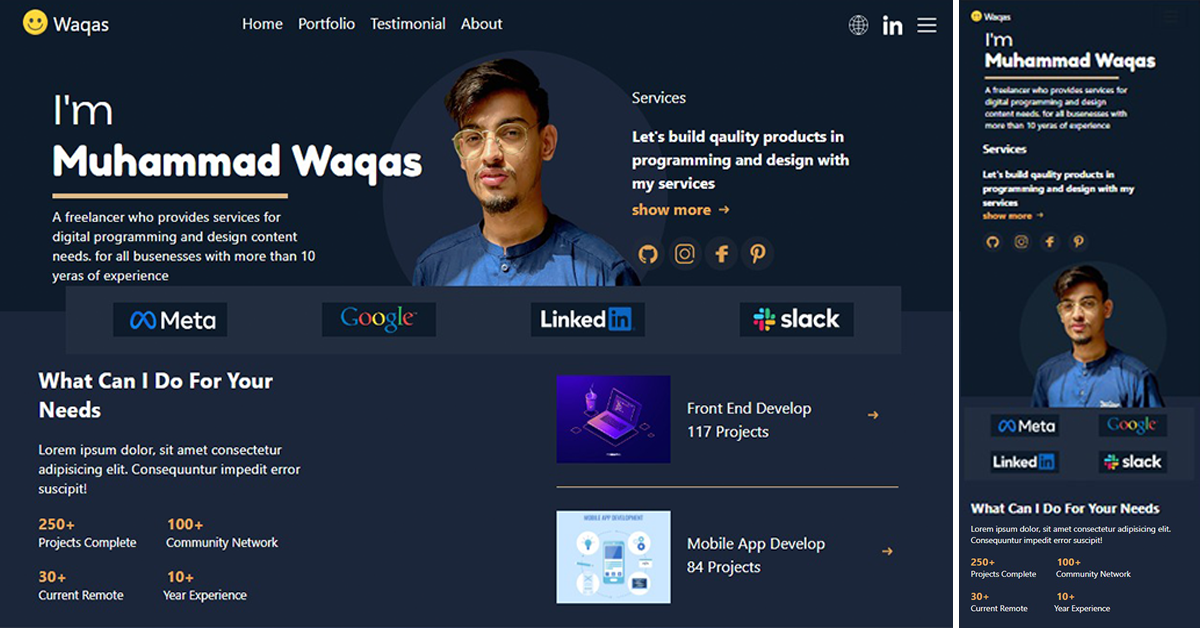 Waqas
Home Portfolio Testimonial About
in
I'm
Muhammad Waqas
A freelancer who provides services for
digital programming and design content
needs. for all busenesses with more than 10
yeras of experience
Services
Let's build qaulity products in
programming and design with
my services
show more →
Meta
Google
Linked in
slack
What Can I Do For Your
Needs
Lorem ipsum dolor, sit amet consectetur
adipisicing elit. Consequuntur impedit error
suscipit!
250+ 100+
Projects Complete Community Network
30+ 10+
Current Remote Year Experience
Front End Develop →
117 Projects
MOBILE APP DEVELOPMENT
Mobile App Develop →
84 Projects
Waqas
I'm
Muhammad Waqas
A freelancer who provides services for
digital programming and design
content needs. for all busenesses with
more than 10 yeras of experience
Services
Let's build qaulity products in
programming and design with my
services
show more →
Meta
Google
Linked in
slack
What Can I Do For Your Needs
Lorem ipsum dolor, sit amet consectetur adipisicing elit.
Consequuntur impedit error suscipit!
250+ 100+
Projects Complete Community Network
30+ 10+
Current Remote Year Experience